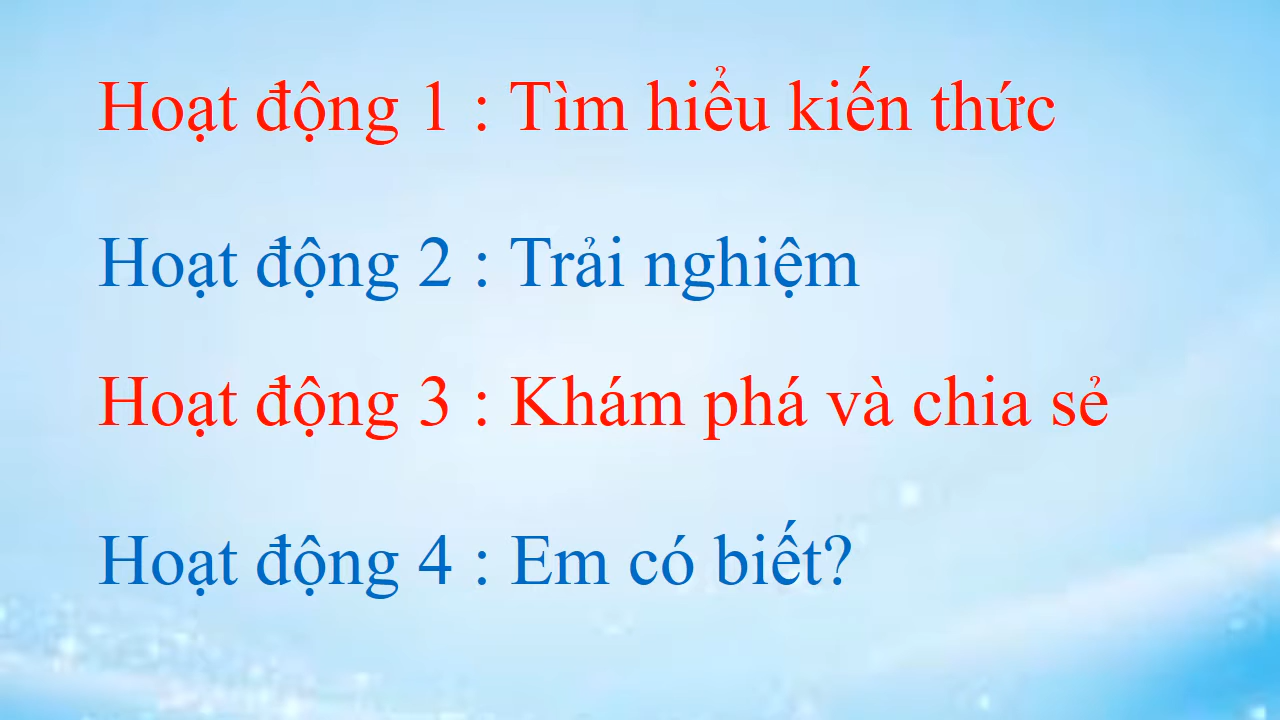 Hoạt động 1 : Tìm hiểu kiến thức
Hoạt động 2 : Trải nghiệm
Hoạt động 3 : Khám phá và chia sẻ
Hoạt động 4 : Em có biết?